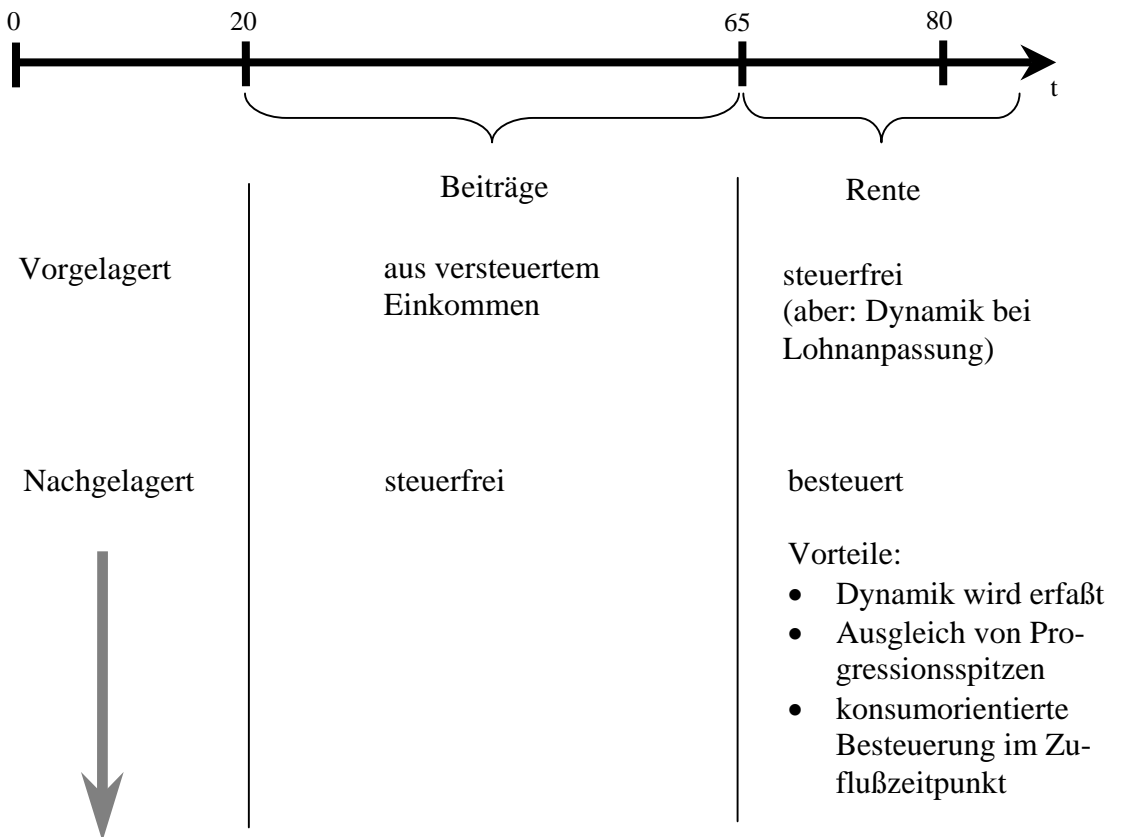 0 20 65 80
t
Beiträge Rente
Vorgelagert
aus versteuertem
Einkommen
steuerfrei
(aber: Dynamik bei
Lohnanpassung)
Nachgelagert steuerfrei besteuert
Vorteile:
• Dynamik wird erfaßt
• Ausgleich von Pro-
gressionsspitzen
• konsumorientierte
Besteuerung im Zu-
flußzeitpunkt